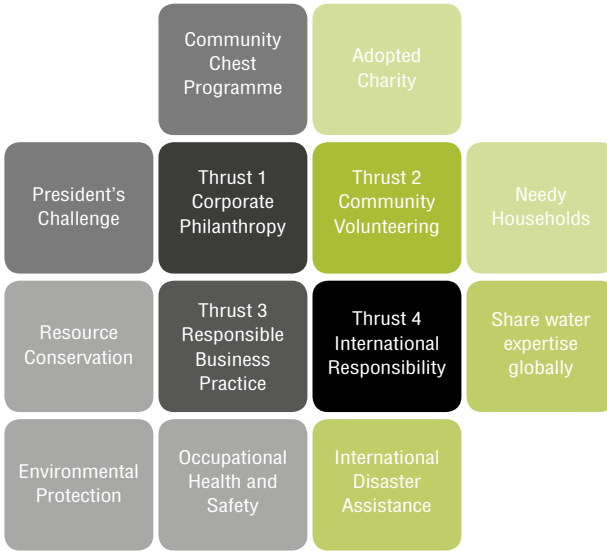 Community
Chest
Programme
Adopted
Charity
President's
Challenge
Thrust 1
Corporate
Philanthropy
Thrust 2
Community
Volunteering
Needy
Households
Resource
Conservation
Thrust 3
Responsible
Business
Practice
Thrust 4
International
Responsibility
Share water
expertise
globally
Environmental
Protection
Occupational
Health and
Safety
International
Disaster
Assistance